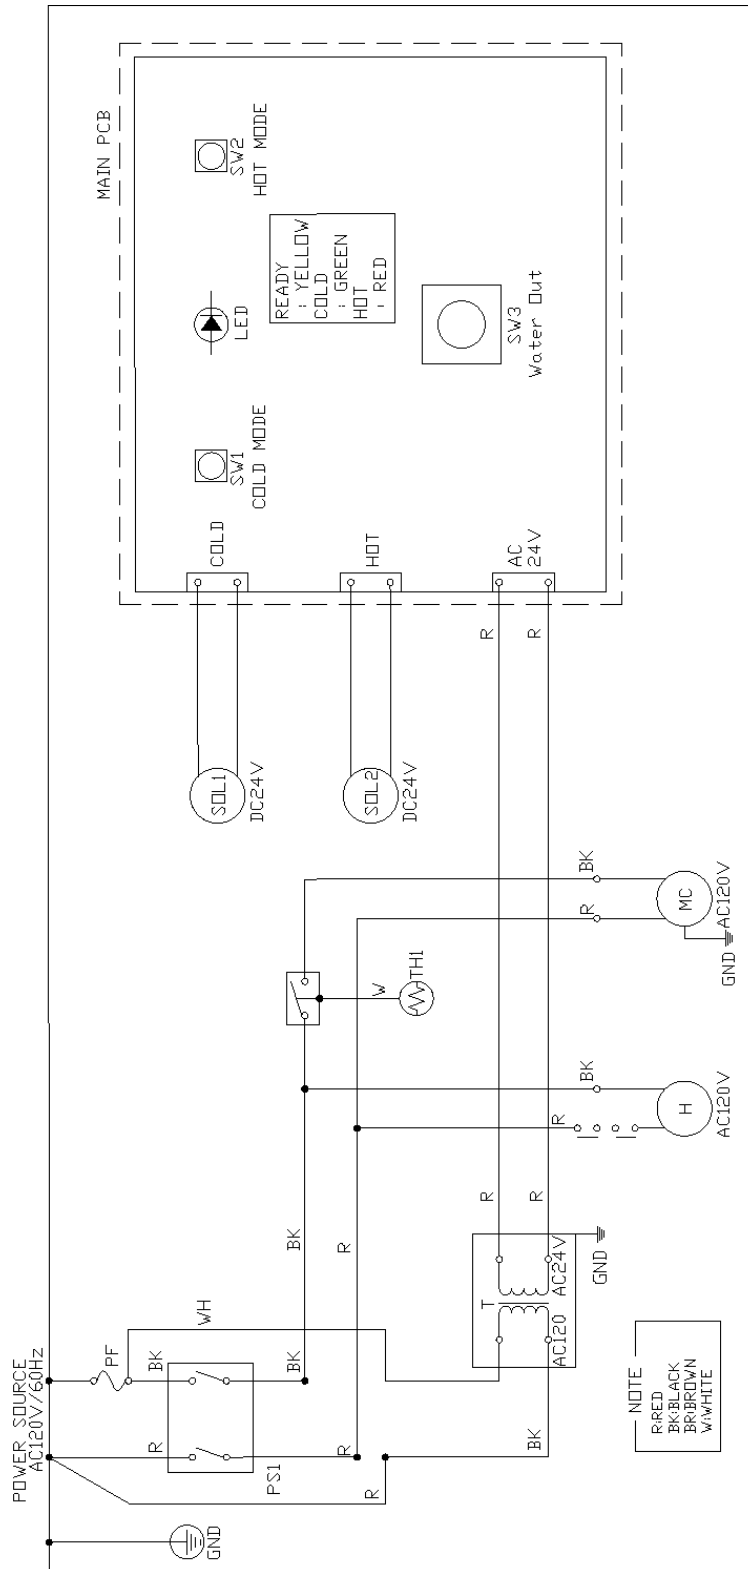 POWER SOURCE
AC120V/60Hz
GND
R
PF
BK
WH
PS1
R
BK
R
BK
R
BK
NOTE
R:RED
BK:BLACK
BR:BROWN
W:WHITE
T
AC120
AC24V
GND
R
R
R
BK
H
AC120V
W
TH1
R
BK
MC
AC120V
GND
SOL1
DC24V
SOL2
DC24V
R
R
MAIN PCB
COLD
HOT
AC
24V
SW1
COLD MODE
LED
SW2
HOT MODE
READY
: YELLOW
COLD
: GREEN
HOT
: RED
SW3
Water Out